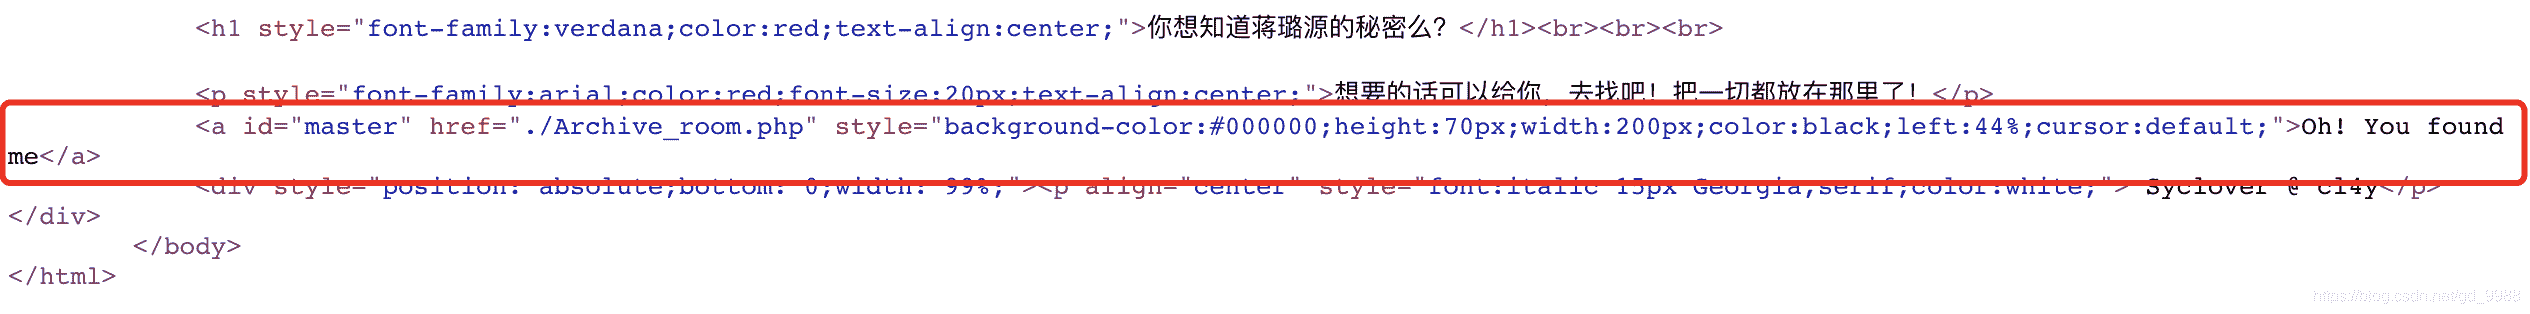 <h1 style="font-family:verdana;color:red;text-align:center;">你想知道蒋璐源的秘密么？</h1><br><br><br>
<p style="font-family:arial;color:red;font-size:20px;text-align:center;">想要的话可以给你，去找吧！把一切都放在那里了！</p>
<a id="master" href="./Archive_room.php" style="background-color:#000000;height:70px;width:200px;color:black;left:44%;cursor:default;">Oh! You found
me</a>
<div style="position: absolute;bottom: 0;width: 99%;"><p align="center" style="font:italic 15px Georgia,serif;color:white;"> Syclover @ cl4y</p>
</div>
</body>
</html>
https://blog.csdn.net/gd_9988